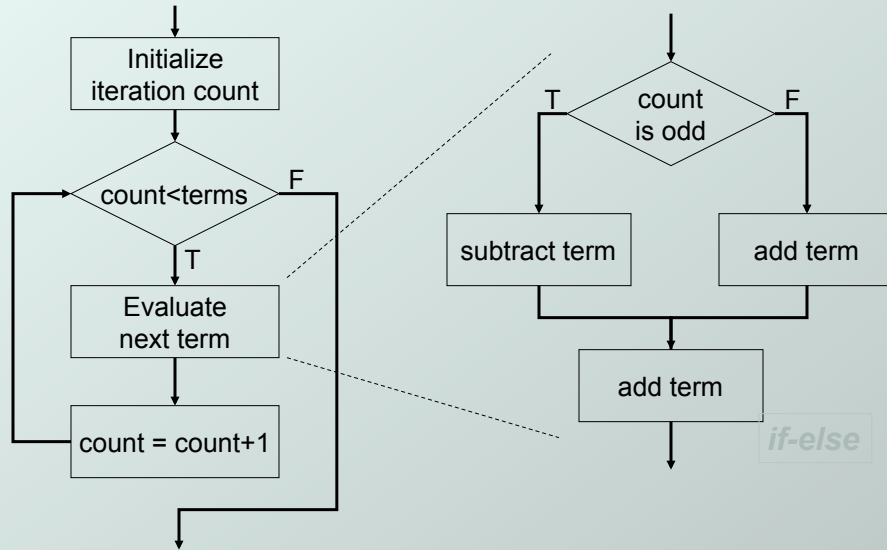 Initialize
iteration count
count<terms
F
T
Evaluate
next term
count = count+1
count
is odd
T
F
subtract term
add term
add term
if-else